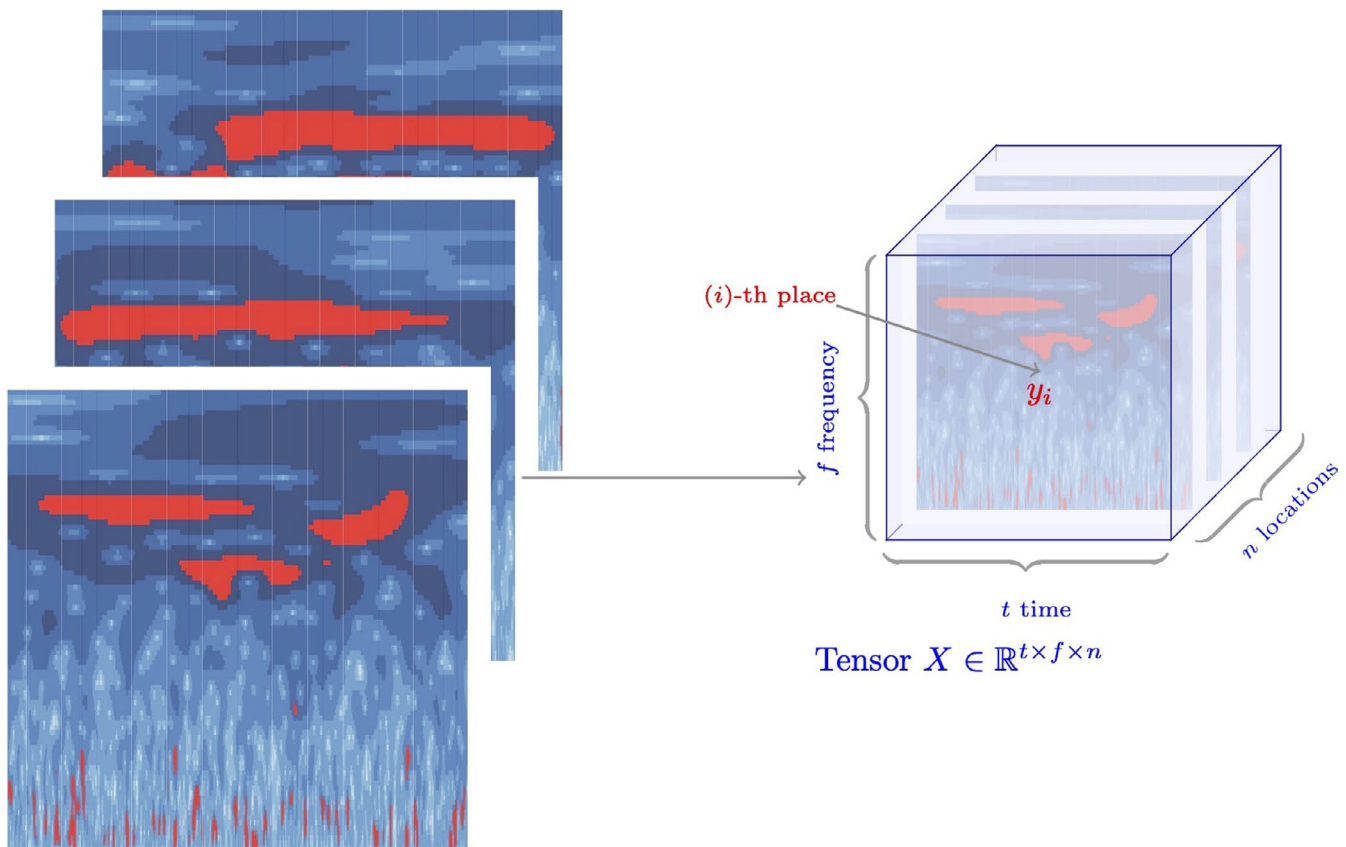 (i)-th place
y_i
f frequency
n locations
t time
Tensor X ∈ ℝ^{t×f×n}